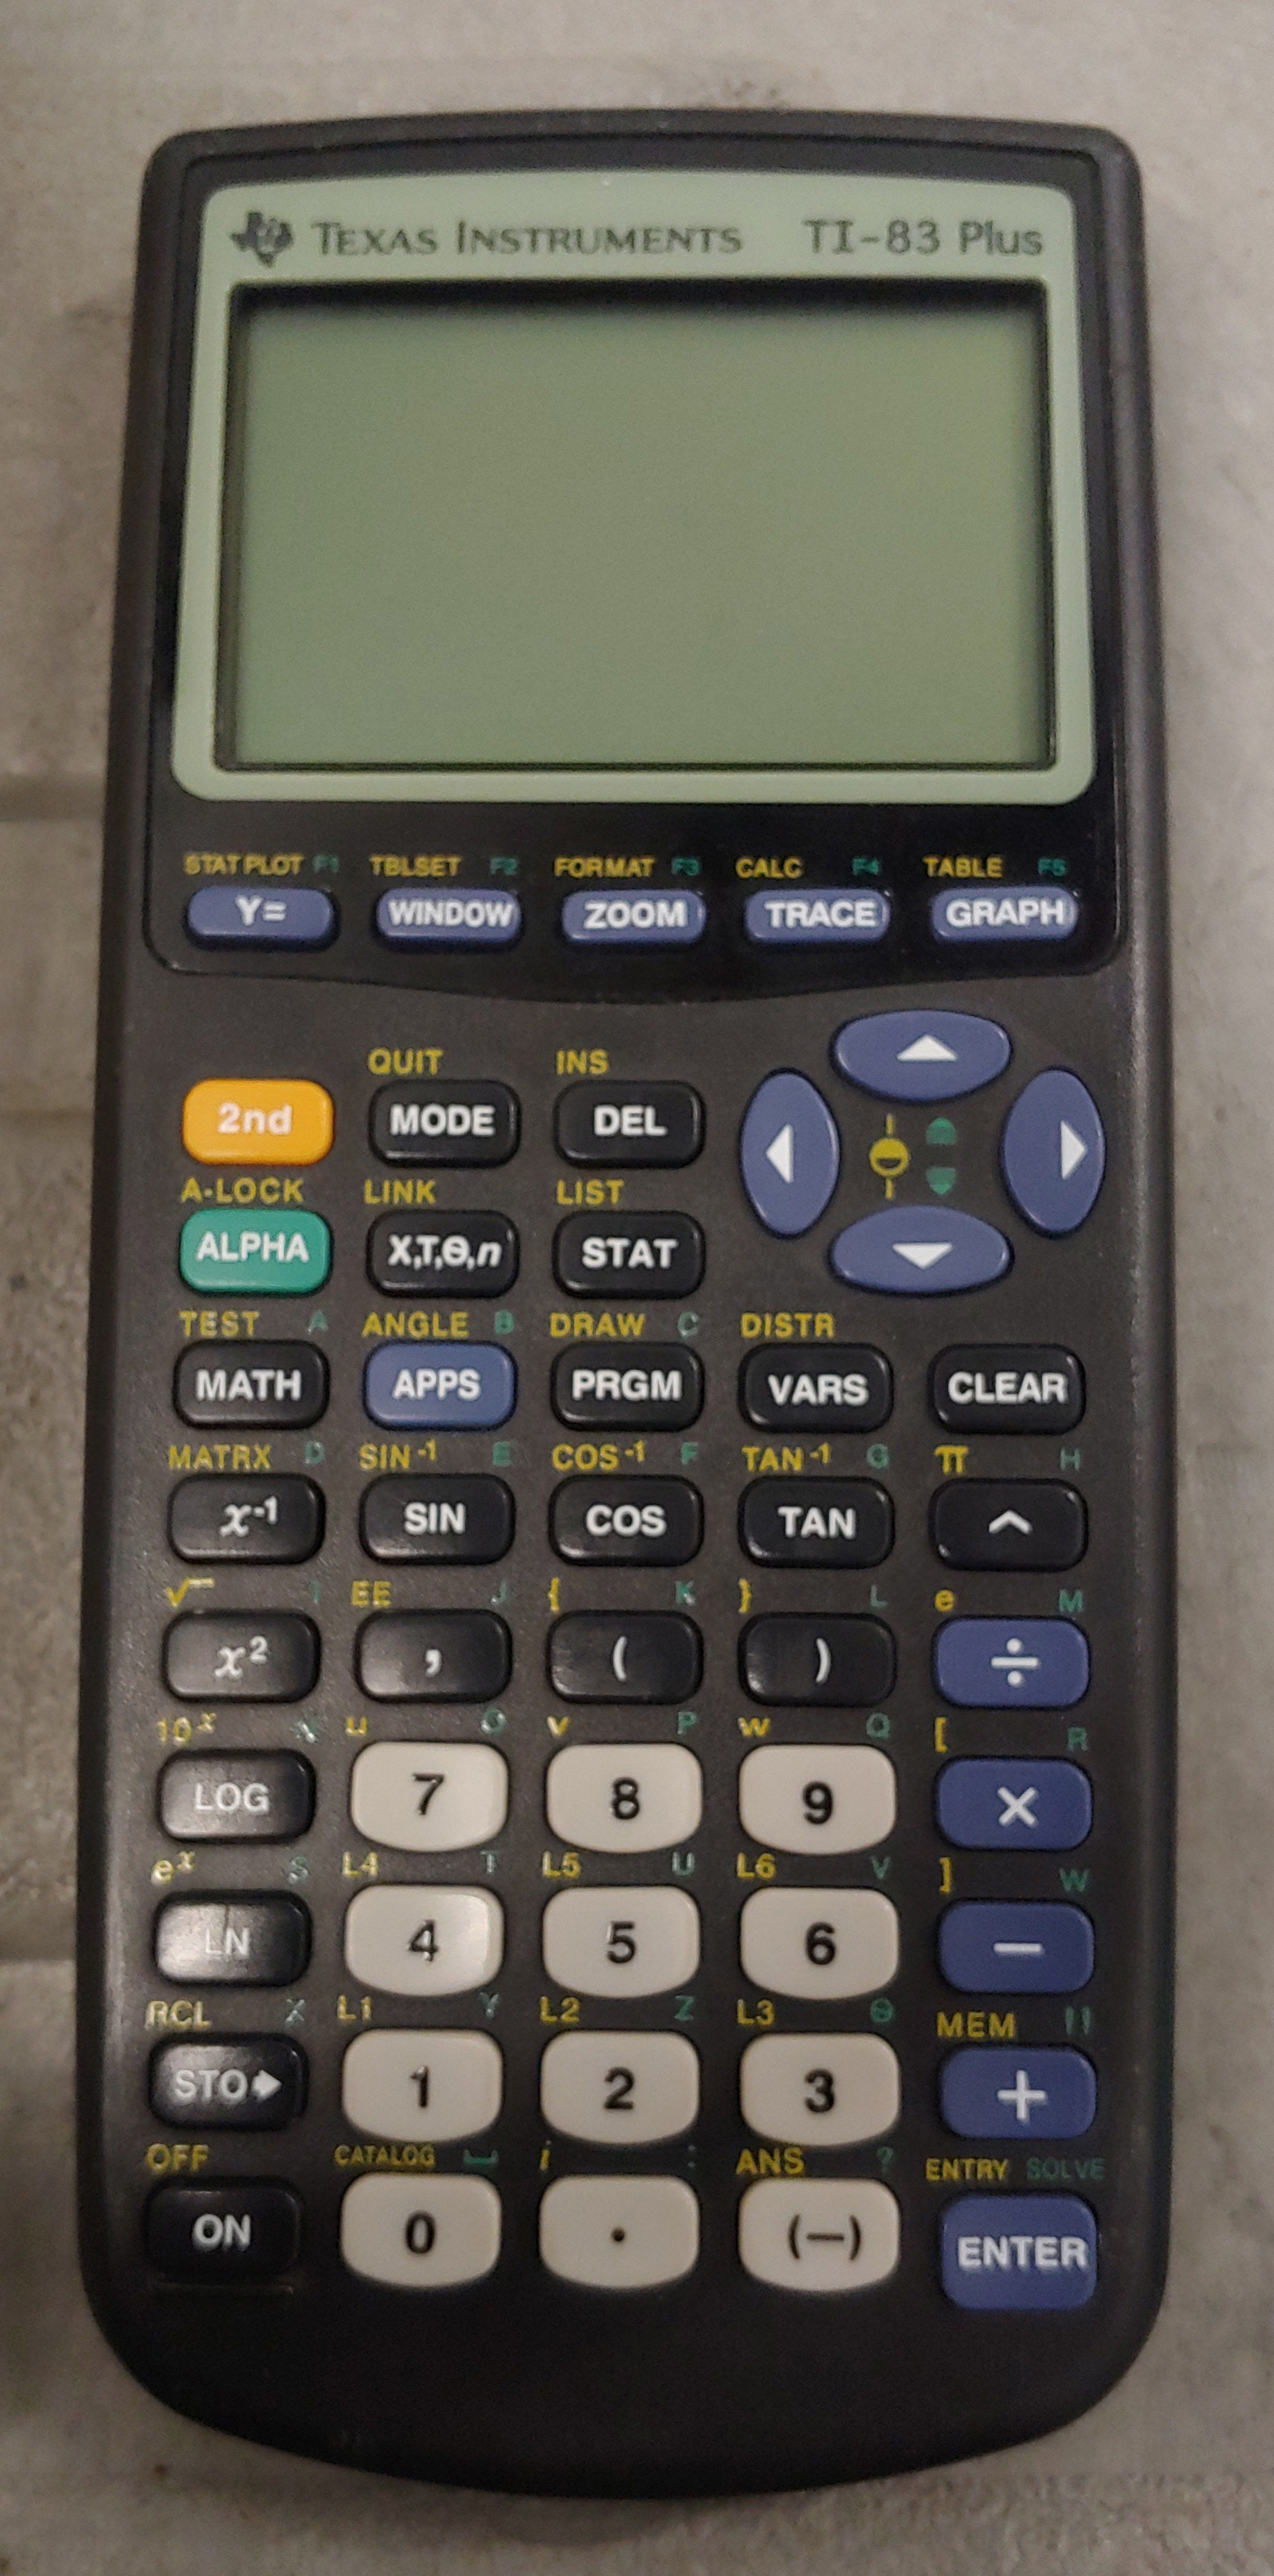 TEXAS INSTRUMENTS TI-83 Plus
STAT PLOT F1 TBLSET F2 FORMAT F3 CALC F4 TABLE F5
Y= WINDOW ZOOM TRACE GRAPH
QUIT INS
2nd MODE DEL
A-LOCK LINK LIST
ALPHA X,T,Θ,n STAT
TEST A ANGLE B DRAW C DISTR
MATH APPS PRGM VARS CLEAR
MATRX D SIN⁻¹ E COS⁻¹ F TAN⁻¹ G π H
x⁻¹ SIN COS TAN ^
√ I EE J { K } L e M
x² , ( ) ÷
10ˣ N u O v P w Q [ R
LOG 7 8 9 ×
eˣ S L4 T L5 U L6 V ] W
LN 4 5 6 −
RCL X L1 Y L2 Z L3 Θ MEM "
STO▸ 1 2 3 +
OFF CATALOG ⎵ i : ANS ? ENTRY SOLVE
ON 0 . (−) ENTER